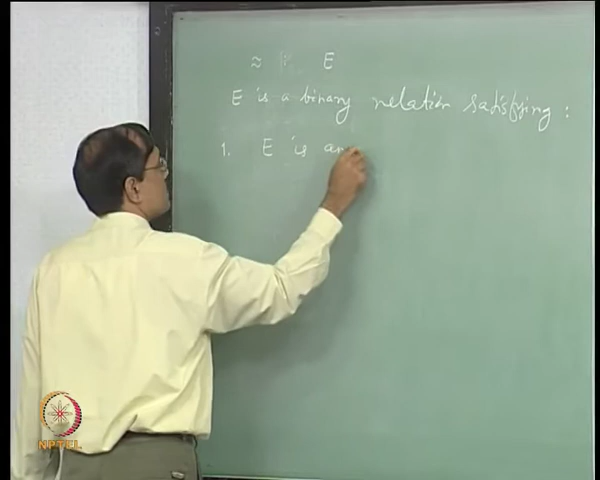 ≈ E
E is a binary relation satisfying :
1. E is an
NPTEL